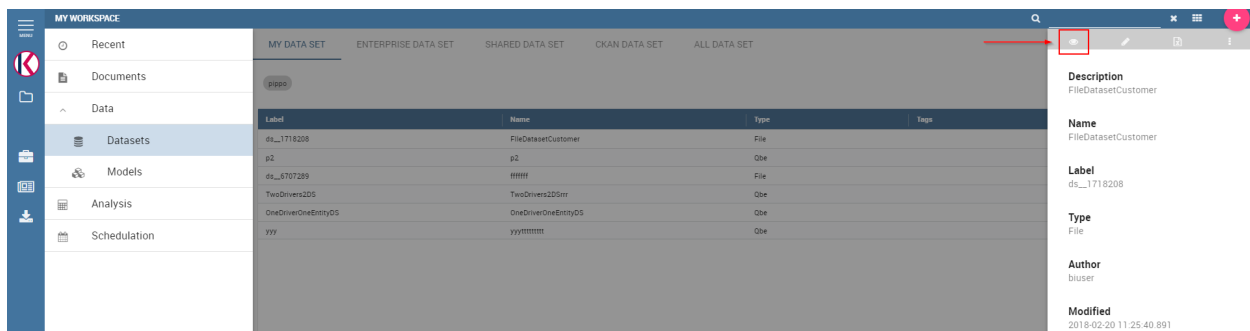 MY WORKSPACE
MENU
Recent
Documents
Data
Datasets
Models
Analysis
Schedulation
MY DATA SET ENTERPRISE DATA SET SHARED DATA SET CKAN DATA SET ALL DATA SET
pippo
Label Name Type Tags
ds__1718208 FileDatasetCustomer File
p2 p2 Qbe
ds__6707289 fffffff File
TwoDrivers2DS TwoDrivers2DSrrr Qbe
OneDriverOneEntityDS OneDriverOneEntityDS Qbe
yyy Qbe
Description
FileDatasetCustomer
Name
FileDatasetCustomer
Label
ds__1718208
Type
File
Author
biuser
Modified
2018-02-20 11:25:40.891